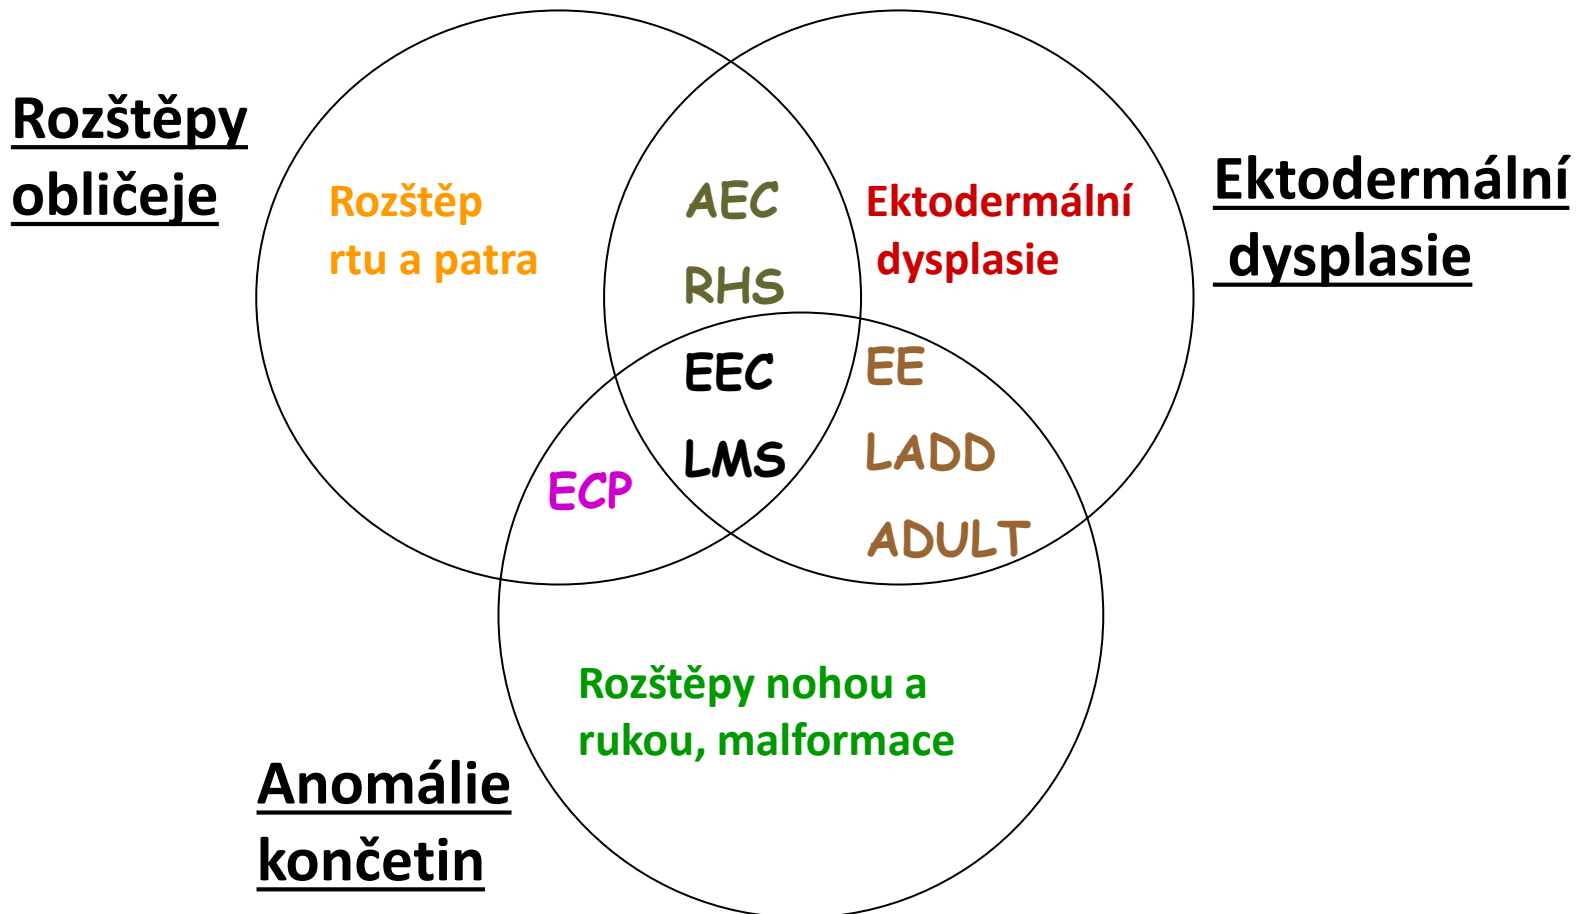 Rozštěpy
obličeje
Rozštěp
rtu a patra
AEC
RHS
Ektodermální
dysplasie
Ektodermální
dysplasie
EEC
LMS
EE
LADD
ADULT
ECP
Rozštěpy nohou a
rukou, malformace
Anomálie
končetin